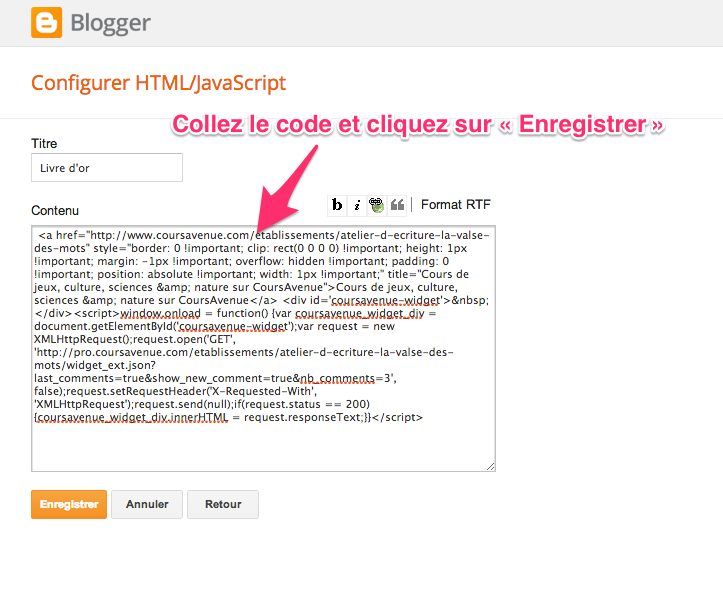 Blogger
Configurer HTML/JavaScript
Collez le code et cliquez sur « Enregistrer »
Titre
Livre d'or
Contenu
b i Format RTF
<a href="http://www.coursavenue.com/etablissements/atelier-d-ecriture-la-valse-
des-mots" style="border: 0 !important; clip: rect(0 0 0 0) !important; height: 1px
!important; margin: -1px !important; overflow: hidden !important; padding: 0
!important; position: absolute !important; width: 1px !important;" title="Cours de
jeux, culture, sciences &amp; nature sur CoursAvenue">Cours de jeux, culture,
sciences &amp; nature sur CoursAvenue</a> <div id='coursavenue-widget'>&nbsp;
</div><script>window.onload = function() {var coursavenue_widget_div =
document.getElementById('coursavenue-widget');var request = new
XMLHttpRequest();request.open('GET',
'http://pro.coursavenue.com/etablissements/atelier-d-ecriture-la-valse-des-
mots/widget_ext.json?
last_comments=true&show_new_comment=true&nb_comments=3',
false);request.setRequestHeader('X-Requested-With',
'XMLHttpRequest');request.send(null);if(request.status == 200)
{coursavenue_widget_div.innerHTML = request.responseText;}}</script>
Enregistrer Annuler Retour